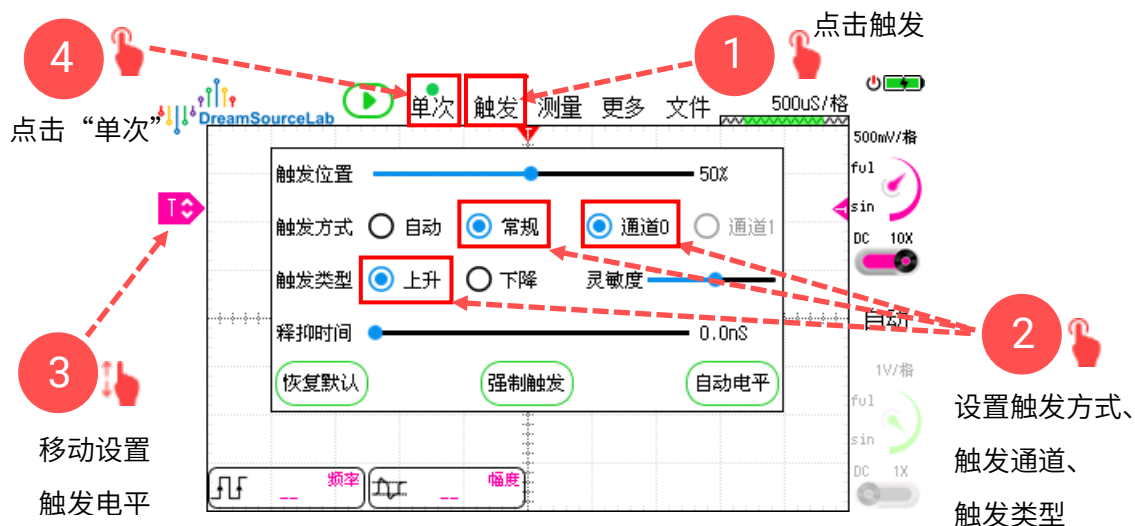 4
1
点击触发
点击“单次”
DreamSourceLab
单次 触发 测量 更多 文件
500uS/格
T
500mV/格
ful
sin
DC 10X
触发位置 50%
T
触发方式 自动 常规 通道0 通道1
触发类型 上升 下降 灵敏度
释抑时间 0.0nS
恢复默认 强制触发 自动电平
自动
2
设置触发方式、
触发通道、
触发类型
3
移动设置
触发电平
1V/格
ful
sin
DC 1X
频率
--
幅度
--